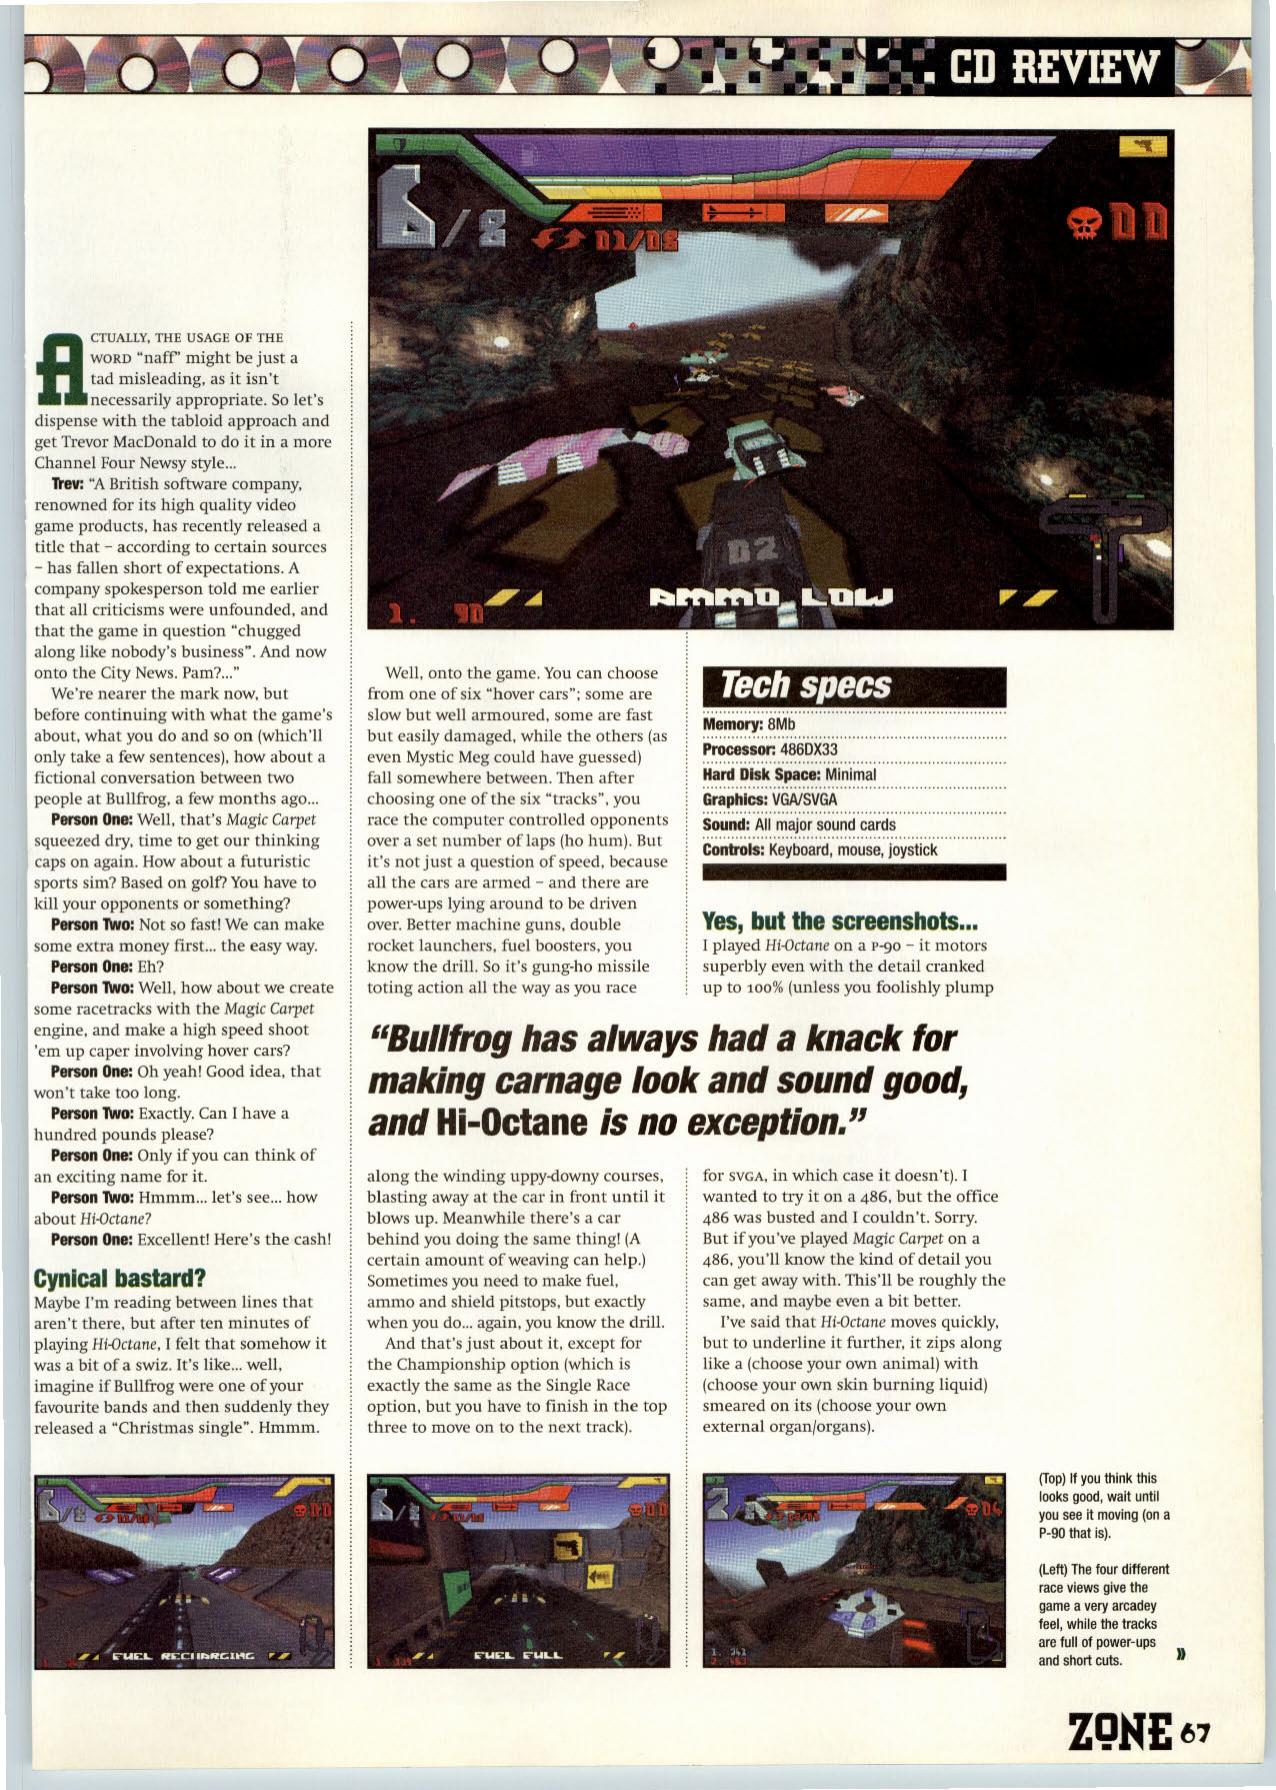 CD REVIEW
6/8
01/08
00
D2
AMMO LOW
1. 90
ACTUALLY, THE USAGE OF THE
WORD “naff” might be just a
tad misleading, as it isn't
necessarily appropriate. So let's
dispense with the tabloid approach and
get Trevor MacDonald to do it in a more
Channel Four Newsy style...
Trev: “A British software company,
renowned for its high quality video
game products, has recently released a
title that – according to certain sources
– has fallen short of expectations. A
company spokesperson told me earlier
that all criticisms were unfounded, and
that the game in question “chugged
along like nobody's business”. And now
onto the City News. Pam?...”
We're nearer the mark now, but
before continuing with what the game's
about, what you do and so on (which'll
only take a few sentences), how about a
fictional conversation between two
people at Bullfrog, a few months ago...
Person One: Well, that's Magic Carpet
squeezed dry, time to get our thinking
caps on again. How about a futuristic
sports sim? Based on golf? You have to
kill your opponents or something?
Person Two: Not so fast! We can make
some extra money first... the easy way.
Person One: Eh?
Person Two: Well, how about we create
some racetracks with the Magic Carpet
engine, and make a high speed shoot
'em up caper involving hover cars?
Person One: Oh yeah! Good idea, that
won't take too long.
Person Two: Exactly. Can I have a
hundred pounds please?
Person One: Only if you can think of
an exciting name for it.
Person Two: Hmmm... let's see... how
about Hi-Octane?
Person One: Excellent! Here's the cash!
Cynical bastard?
Maybe I'm reading between lines that
aren't there, but after ten minutes of
playing Hi-Octane, I felt that somehow it
was a bit of a swiz. It's like... well,
imagine if Bullfrog were one of your
favourite bands and then suddenly they
released a “Christmas single”. Hmmm.
Well, onto the game. You can choose
from one of six “hover cars”; some are
slow but well armoured, some are fast
but easily damaged, while the others (as
even Mystic Meg could have guessed)
fall somewhere between. Then after
choosing one of the six “tracks”, you
race the computer controlled opponents
over a set number of laps (ho hum). But
it's not just a question of speed, because
all the cars are armed – and there are
power-ups lying around to be driven
over. Better machine guns, double
rocket launchers, fuel boosters, you
know the drill. So it's gung-ho missile
toting action all the way as you race
“Bullfrog has always had a knack for
making carnage look and sound good,
and Hi-Octane is no exception.”
along the winding uppy-downy courses,
blasting away at the car in front until it
blows up. Meanwhile there's a car
behind you doing the same thing! (A
certain amount of weaving can help.)
Sometimes you need to make fuel,
ammo and shield pitstops, but exactly
when you do... again, you know the drill.
And that's just about it, except for
the Championship option (which is
exactly the same as the Single Race
option, but you have to finish in the top
three to move on to the next track).
Tech specs
Memory: 8Mb
Processor: 486DX33
Hard Disk Space: Minimal
Graphics: VGA/SVGA
Sound: All major sound cards
Controls: Keyboard, mouse, joystick
Yes, but the screenshots...
I played Hi-Octane on a P-90 – it motors
superbly even with the detail cranked
up to 100% (unless you foolishly plump
for SVGA, in which case it doesn't). I
wanted to try it on a 486, but the office
486 was busted and I couldn't. Sorry.
But if you've played Magic Carpet on a
486, you'll know the kind of detail you
can get away with. This'll be roughly the
same, and maybe even a bit better.
I've said that Hi-Octane moves quickly,
but to underline it further, it zips along
like a (choose your own animal) with
(choose your own skin burning liquid)
smeared on its (choose your own
external organ/organs).
6/8
00
FUEL RECHARGING
6/8
00
FUEL FULL
04
(Top) If you think this
looks good, wait until
you see it moving (on a
P-90 that is).
(Left) The four different
race views give the
game a very arcadey
feel, while the tracks
are full of power-ups
and short cuts. »
ZONE 67